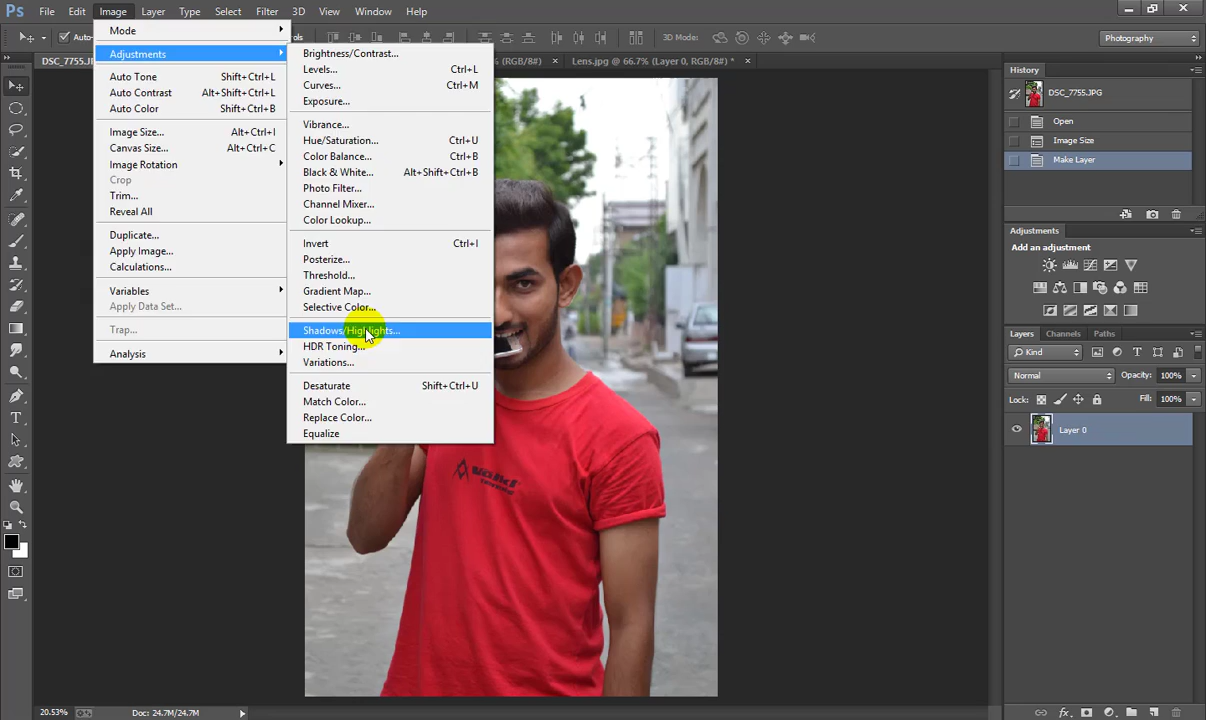 Ps File Edit Image Layer Type Select Filter 3D View Window Help
Auto- 3D Mode: Photography
DSC_7755.JP (RGB/8#) × Lens.jpg @ 66.7% (Layer 0, RGB/8#) * ×
Mode
Adjustments
Auto Tone Shift+Ctrl+L
Auto Contrast Alt+Shift+Ctrl+L
Auto Color Shift+Ctrl+B
Image Size... Alt+Ctrl+I
Canvas Size... Alt+Ctrl+C
Image Rotation
Crop
Trim...
Reveal All
Duplicate...
Apply Image...
Calculations...
Variables
Apply Data Set...
Trap...
Analysis
Brightness/Contrast...
Levels... Ctrl+L
Curves... Ctrl+M
Exposure...
Vibrance...
Hue/Saturation... Ctrl+U
Color Balance... Ctrl+B
Black & White... Alt+Shift+Ctrl+B
Photo Filter...
Channel Mixer...
Color Lookup...
Invert Ctrl+I
Posterize...
Threshold...
Gradient Map...
Selective Color...
Shadows/Highlights...
HDR Toning...
Variations...
Desaturate Shift+Ctrl+U
Match Color...
Replace Color...
Equalize
Völkl
History
DSC_7755.JPG
Open
Image Size
Make Layer
Adjustments
Add an adjustment
Layers Channels Paths
Kind
Normal Opacity: 100%
Lock: Fill: 100%
Layer 0
20.53% Doc: 24.7M/24.7M